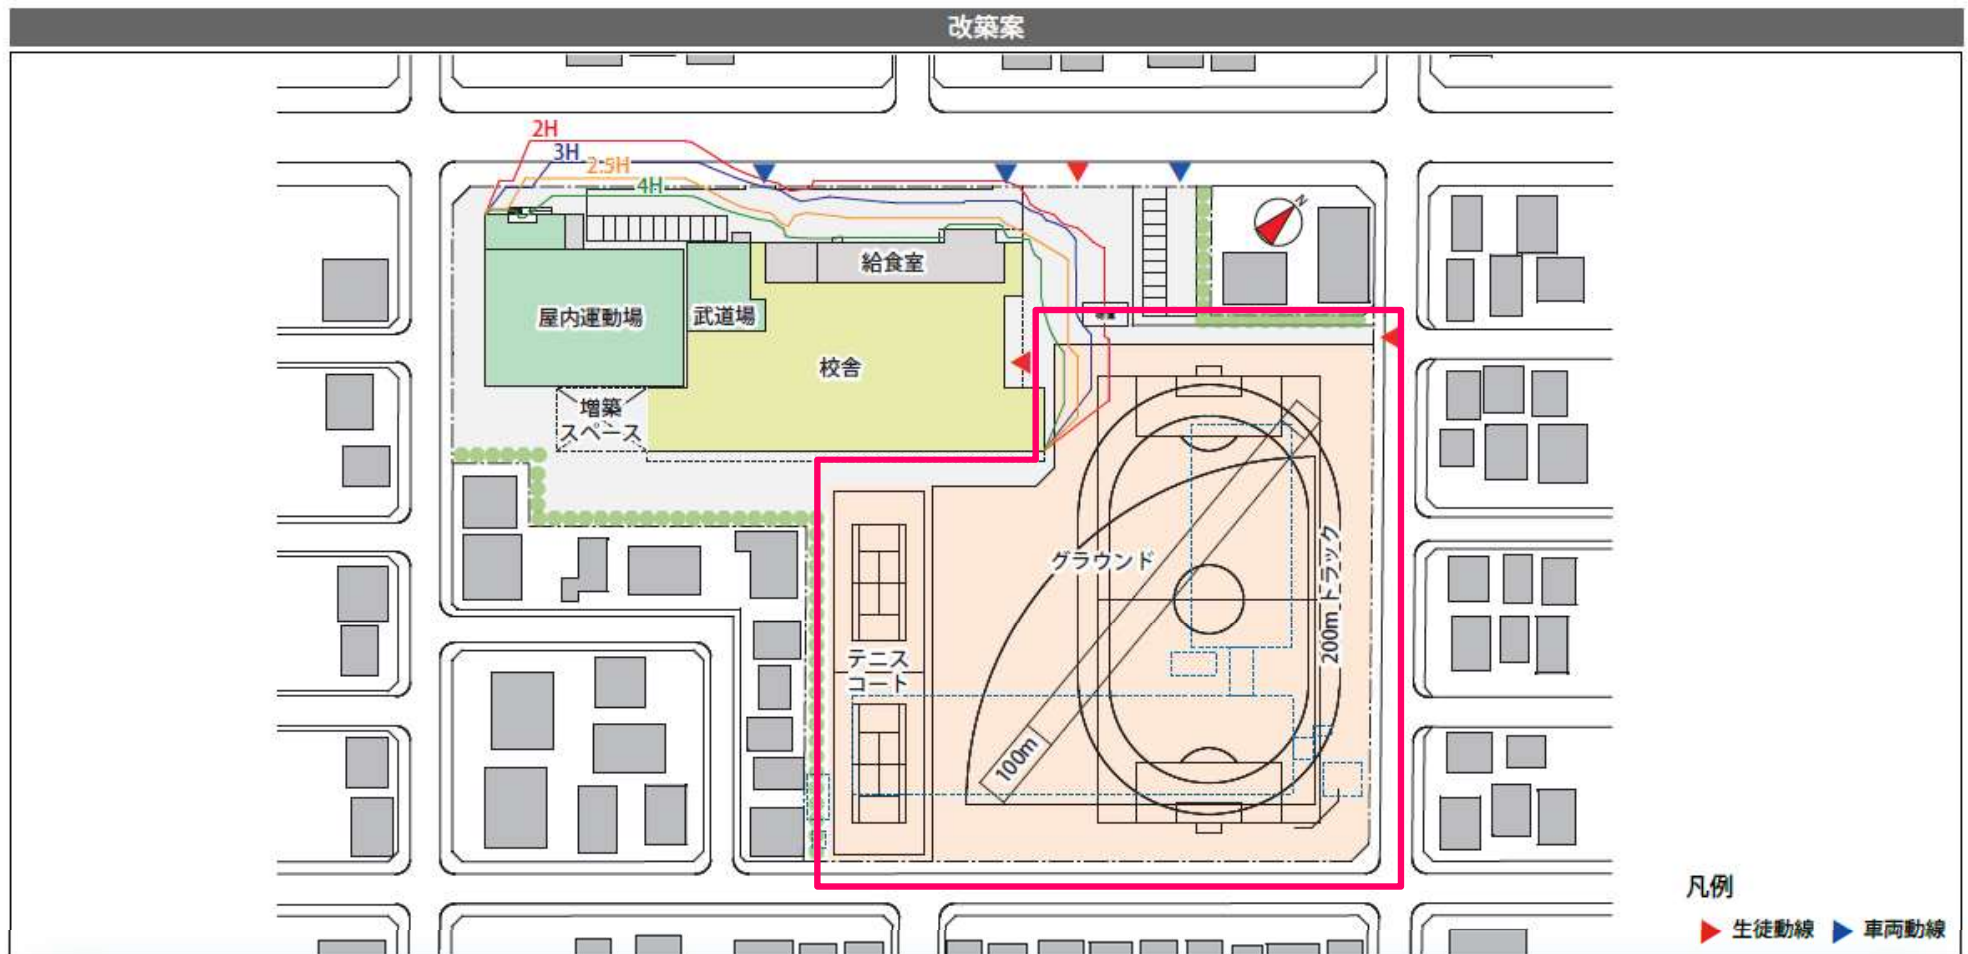 改築案
2H
3H
2.5H
4H
N
給食室
屋内運動場
武道場
校舎
増築
スペース
グラウンド
200mトラック
テニス
コート
100m
凡例
生徒動線
車両動線